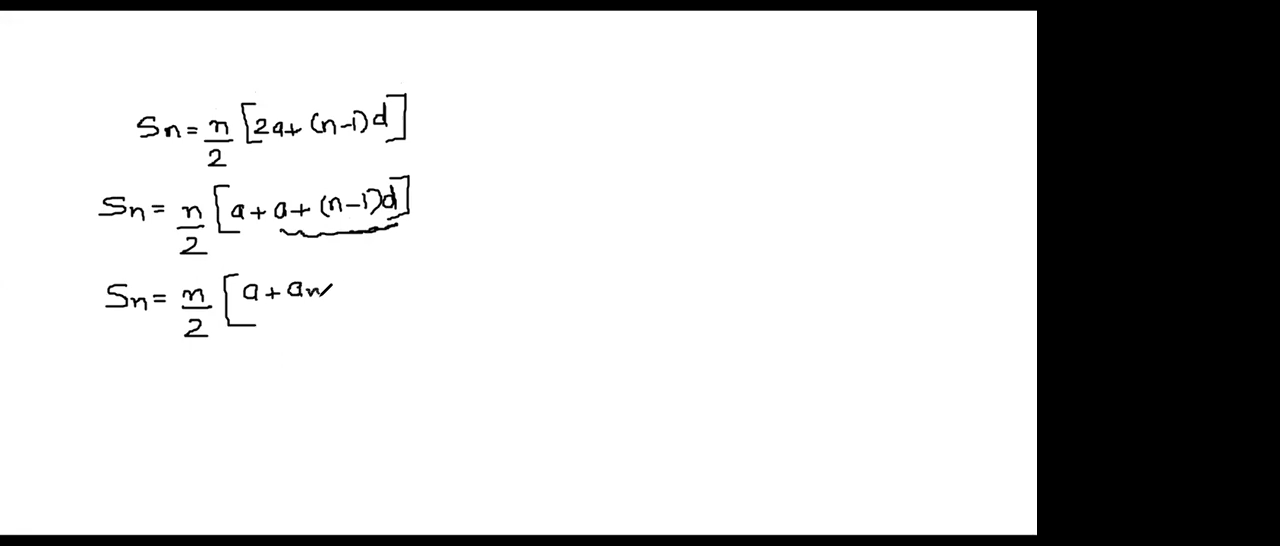 Sn = n/2 [2a + (n-1)d]
Sn = n/2 [a + a + (n-1)d]
Sn = n/2 [a + an